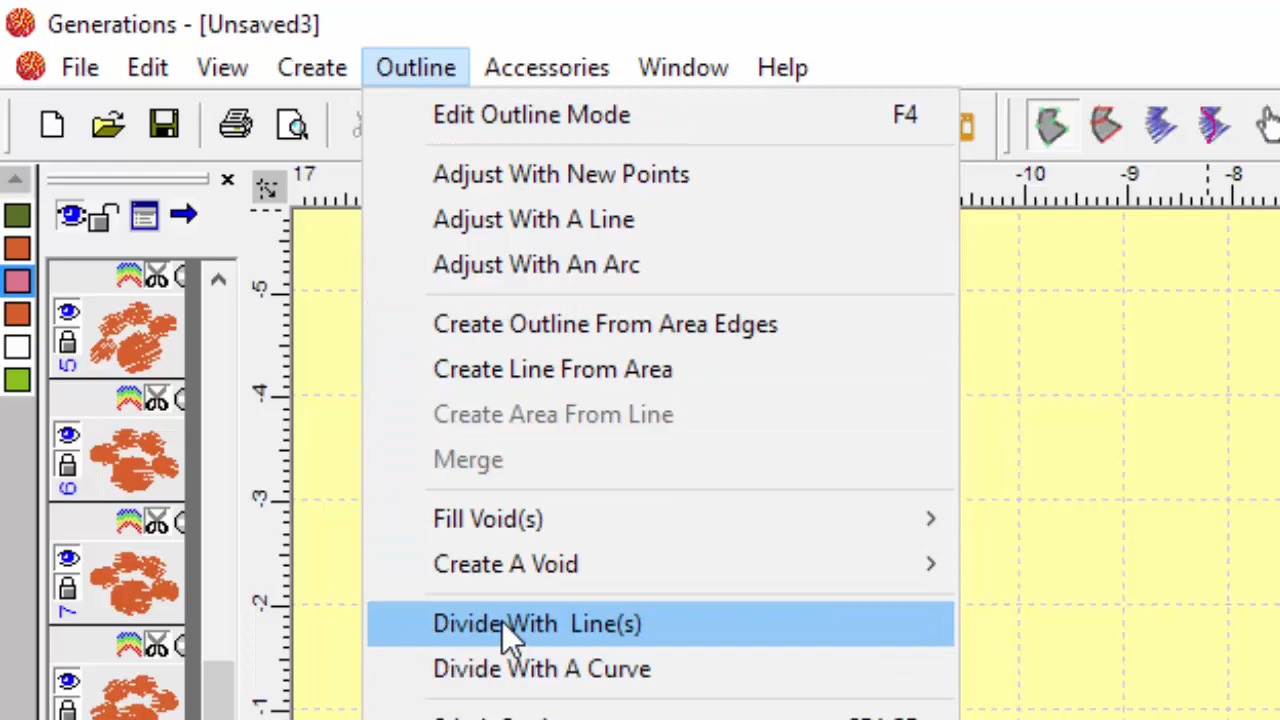 Generations - [Unsaved3]
File Edit View Create Outline Accessories Window Help
Edit Outline Mode F4
17 -10 -9 -8
Adjust With New Points
Adjust With A Line
Adjust With An Arc
-5
Create Outline From Area Edges
5
Create Line From Area
-4
Create Area From Line
Merge
6
-3
Fill Void(s)
Create A Void
7
-2
Divide With Line(s)
Divide With A Curve
-1